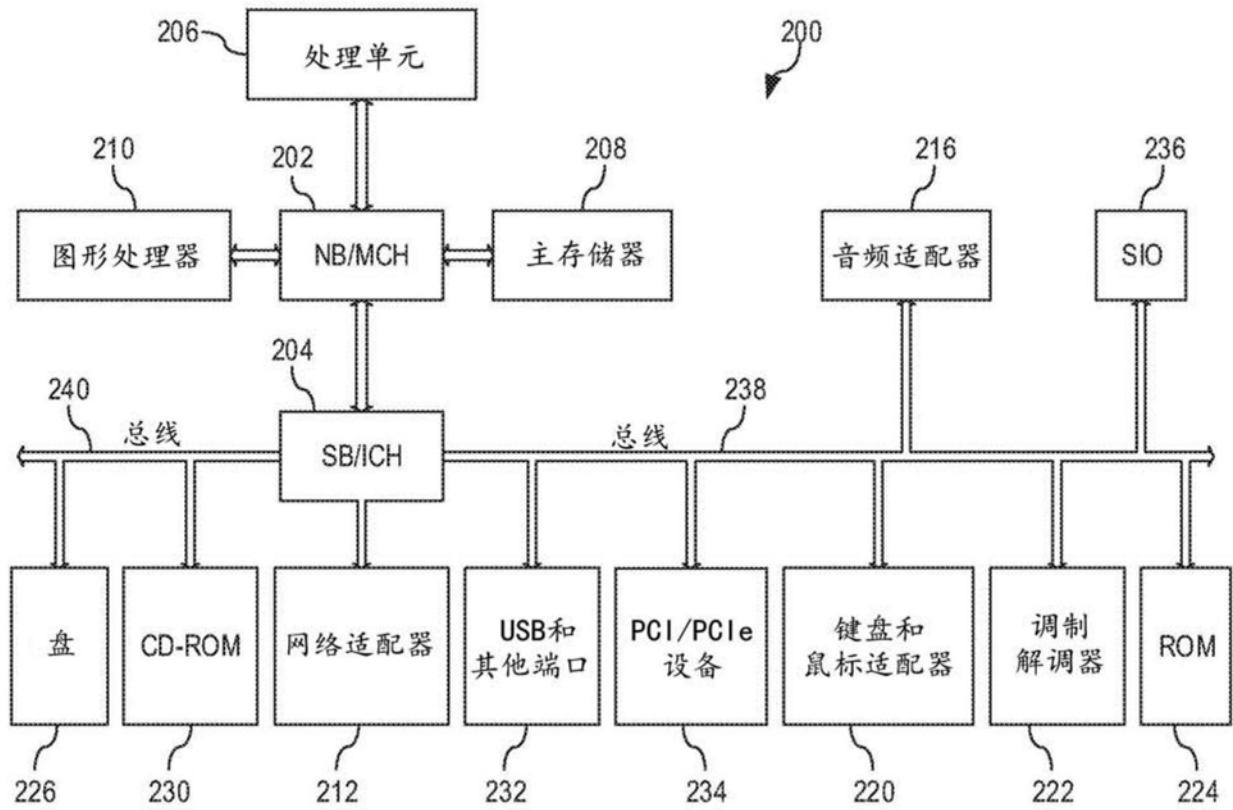 206
处理单元
200
210
202
208
216
236
图形处理器
NB/MCH
主存储器
音频适配器
SIO
204
240
238
总线
SB/ICH
总线
盘
CD-ROM
网络适配器
USB和
其他端口
PCI/PCIe
设备
键盘和
鼠标适配器
调制
解调器
ROM
226
230
212
232
234
220
222
224